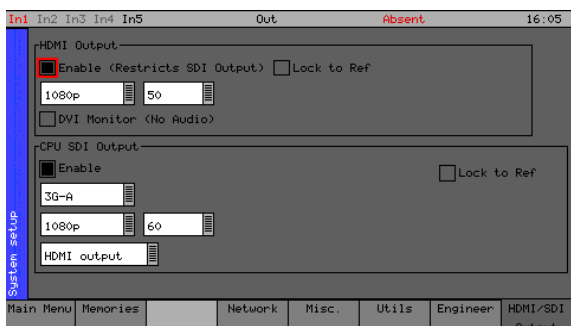 In1 In2 In3 In4 In5 Out Absent 16:05
HDMI Output
Enable (Restricts SDI Output) Lock to Ref
1080p 50
DVI Monitor (No Audio)
CPU SDI Output
Enable Lock to Ref
3G-A
1080p 60
HDMI output
System setup
Main Menu Memories Network Misc. Utils Engineer HDMI/SDI